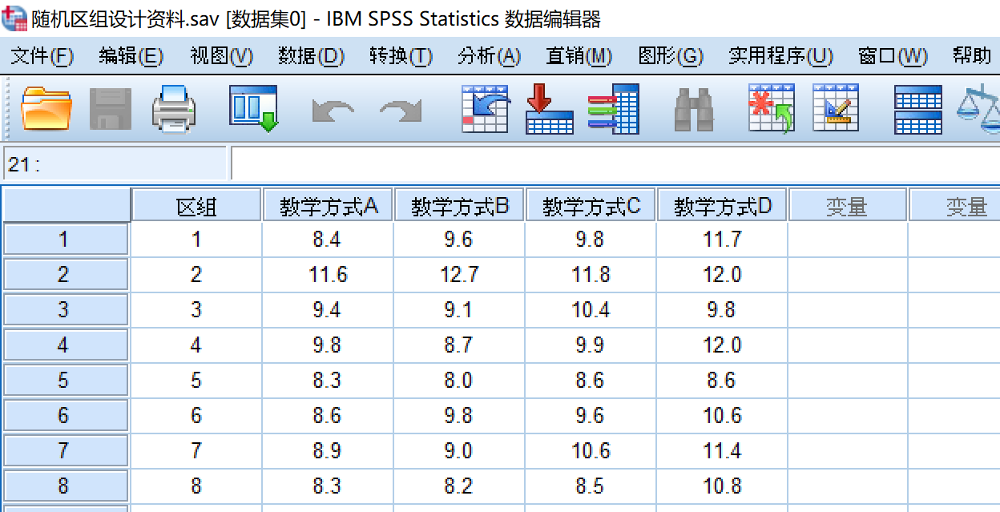 随机区组设计资料.sav [数据集0] - IBM SPSS Statistics 数据编辑器
文件(F) 编辑(E) 视图(V) 数据(D) 转换(T) 分析(A) 直销(M) 图形(G) 实用程序(U) 窗口(W) 帮助
21 :
区组 教学方式A 教学方式B 教学方式C 教学方式D 变量 变量
1 1 8.4 9.6 9.8 11.7
2 2 11.6 12.7 11.8 12.0
3 3 9.4 9.1 10.4 9.8
4 4 9.8 8.7 9.9 12.0
5 5 8.3 8.0 8.6 8.6
6 6 8.6 9.8 9.6 10.6
7 7 8.9 9.0 10.6 11.4
8 8 8.3 8.2 8.5 10.8